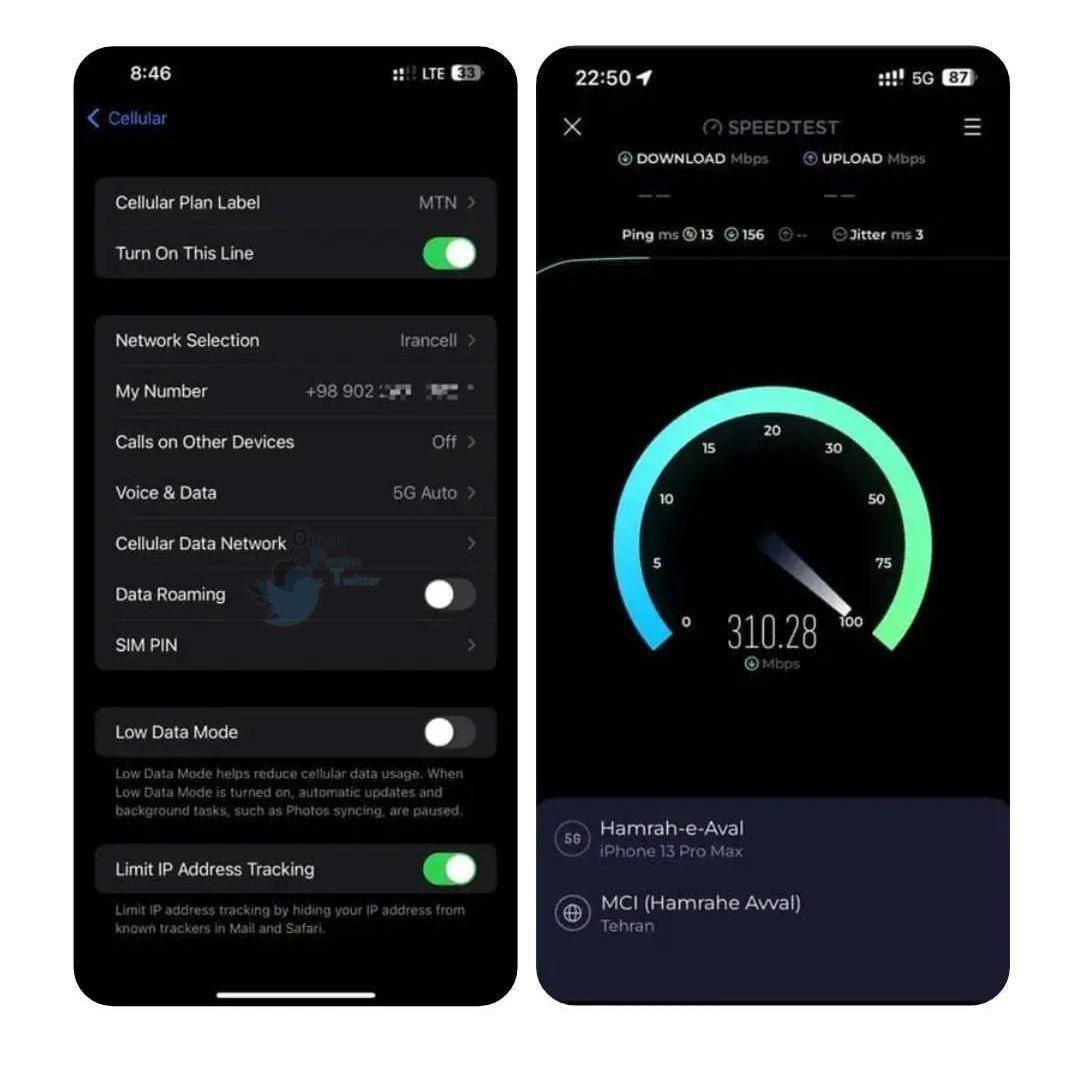 8:46
LTE 33
Cellular
Cellular Plan Label MTN
Turn On This Line
Network Selection Irancell
My Number +98 902
Calls on Other Devices Off
Voice & Data 5G Auto
Cellular Data Network
Data Roaming
SIM PIN
Official
Persian
Twitter
Low Data Mode
Low Data Mode helps reduce cellular data usage. When
Low Data Mode is turned on, automatic updates and
background tasks, such as Photos syncing, are paused.
Limit IP Address Tracking
Limit IP address tracking by hiding your IP address from
known trackers in Mail and Safari.
22:50
5G 87
SPEEDTEST
DOWNLOAD Mbps UPLOAD Mbps
-- --
Ping ms 13 156 -- Jitter ms 3
0
5
10
15
20
30
50
75
100
310.28
Mbps
5G
Hamrah-e-Aval
iPhone 13 Pro Max
MCI (Hamrahe Avval)
Tehran